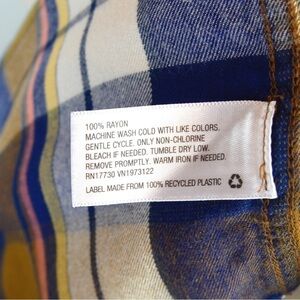 100% RAYON
MACHINE WASH COLD WITH LIKE COLORS.
GENTLE CYCLE. ONLY NON-CHLORINE
BLEACH IF NEEDED. TUMBLE DRY LOW.
REMOVE PROMPTLY. WARM IRON IF NEEDED.
RN17730 VN1973122
LABEL MADE FROM 100% RECYCLED PLASTIC